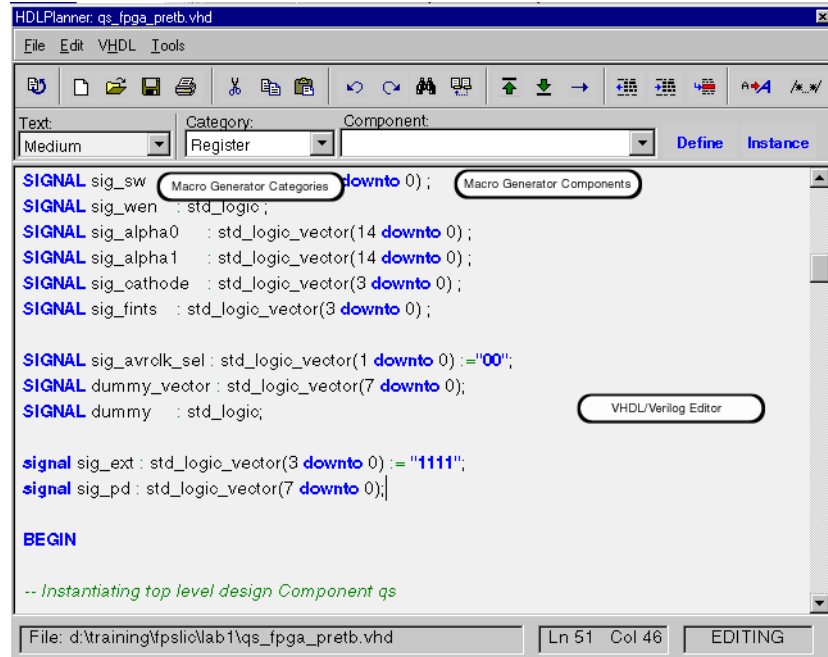 HDLPlanner: qs_fpga_pretb.vhd
File Edit VHDL Tools
A➔A /*..*/
Text: Category: Component:
Medium Register Define Instance
SIGNAL sig_sw Macro Generator Categories downto 0) ; Macro Generator Components
SIGNAL sig_wen : std_logic ;
SIGNAL sig_alpha0 : std_logic_vector(14 downto 0) ;
SIGNAL sig_alpha1 : std_logic_vector(14 downto 0) ;
SIGNAL sig_cathode : std_logic_vector(3 downto 0) ;
SIGNAL sig_fints : std_logic_vector(3 downto 0) ;
SIGNAL sig_avrclk_sel : std_logic_vector(1 downto 0) :="00";
SIGNAL dummy_vector : std_logic_vector(7 downto 0);
SIGNAL dummy : std_logic;
VHDL/Verilog Editor
signal sig_ext : std_logic_vector(3 downto 0) := "1111";
signal sig_pd : std_logic_vector(7 downto 0);
BEGIN
-- Instantiating top level design Component qs
File: d:\training\fpslic\lab1\qs_fpga_pretb.vhd Ln 51 Col 46 EDITING